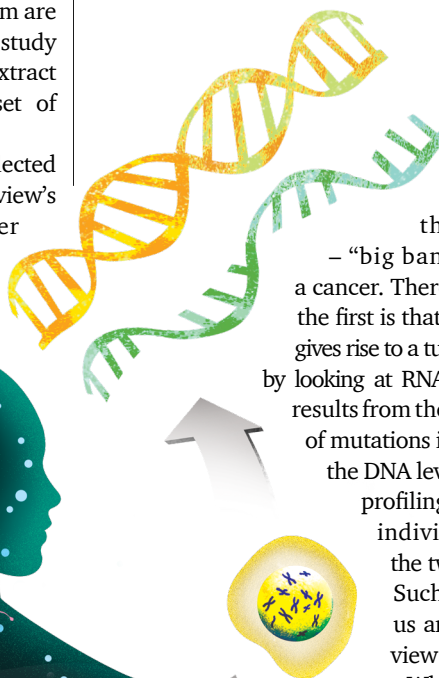 m are
study
xtract
set of
lected
view's
er
th
– “big ban
a cancer. Ther
the first is that
gives rise to a tu
by looking at RNA
results from the
of mutations i
the DNA lev
profiling
indivi
the tw
Such
us an
view